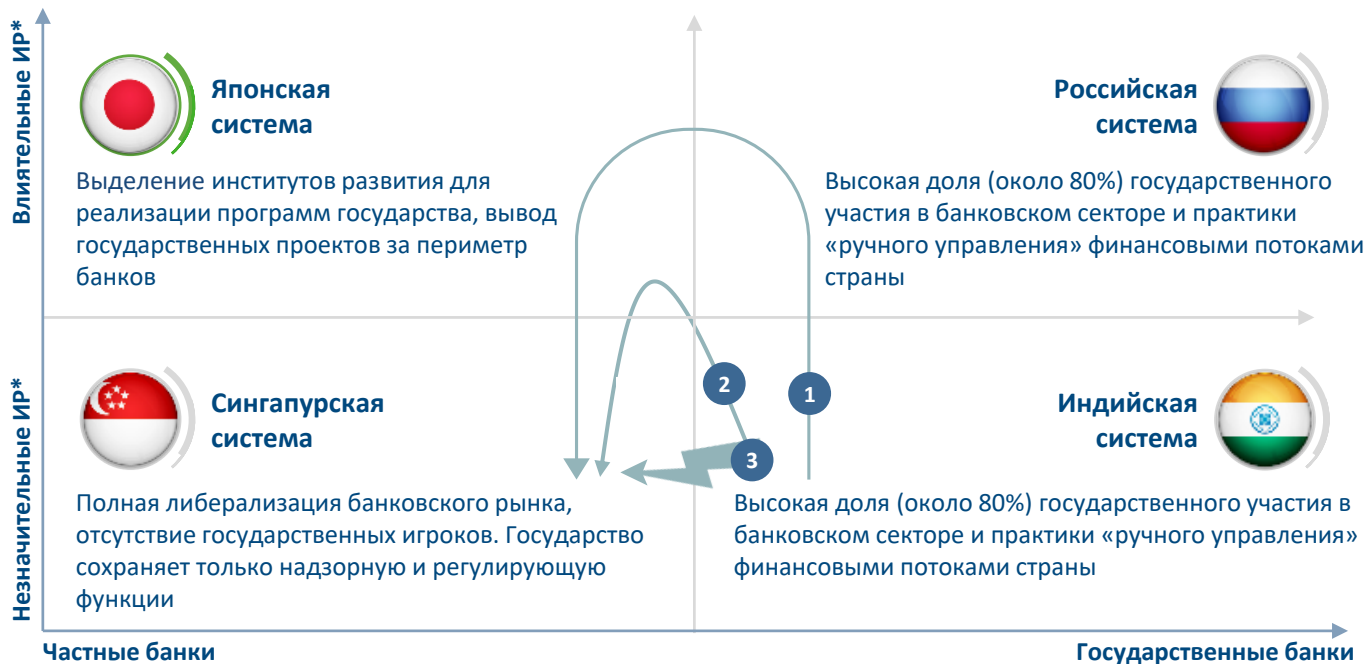 Влиятельные ИР*
Японская
система
Выделение институтов развития для
реализации программ государства, вывод
государственных проектов за периметр
банков
Российская
система
Высокая доля (около 80%) государственного
участия в банковском секторе и практики
«ручного управления» финансовыми потоками
страны
Незначительные ИР*
Сингапурская
система
Полная либерализация банковского рынка,
отсутствие государственных игроков. Государство
сохраняет только надзорную и регулирующую
функции
2
1
3
Индийская
система
Высокая доля (около 80%) государственного участия в
банковском секторе и практики «ручного управления»
финансовыми потоками страны
Частные банки
Государственные банки